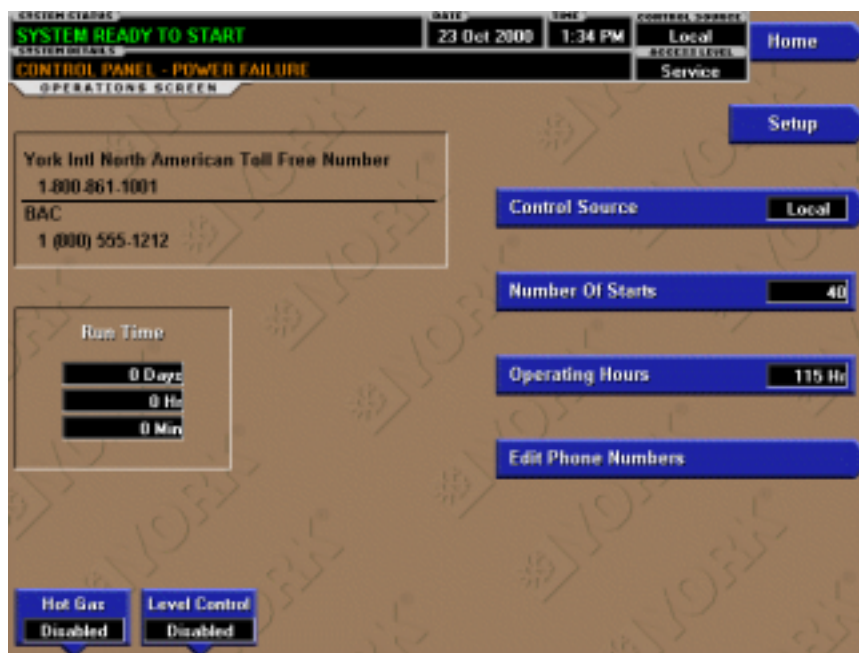 SYSTEM STATUS
SYSTEM READY TO START
SYSTEM DETAILS
CONTROL PANEL - POWER FAILURE
DATE
23 Oct 2000
TIME
1:34 PM
CONTROL SOURCE
Local
ACCESS LEVEL
Service
Home
OPERATIONS SCREEN
Setup
York Intl North American Toll Free Number
1-800-861-1001
BAC
1 (000) 555-1212
Control Source Local
Number Of Starts 40
Run Time
0 Days
0 Hr
0 Min
Operating Hours 115 Hr
Edit Phone Numbers
Hot Gas
Disabled
Level Control
Disabled
YORK